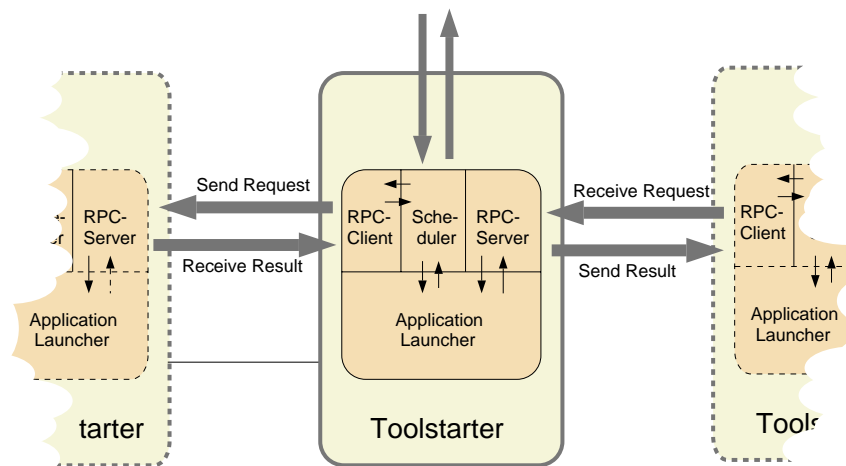 Send Request
Receive Result
Receive Request
Send Result
RPC-
Server
Application
Launcher
tarter
RPC-
Client
Sche-
duler
RPC-
Server
Application
Launcher
Toolstarter
RPC-
Client
Application
Launcher
Tools